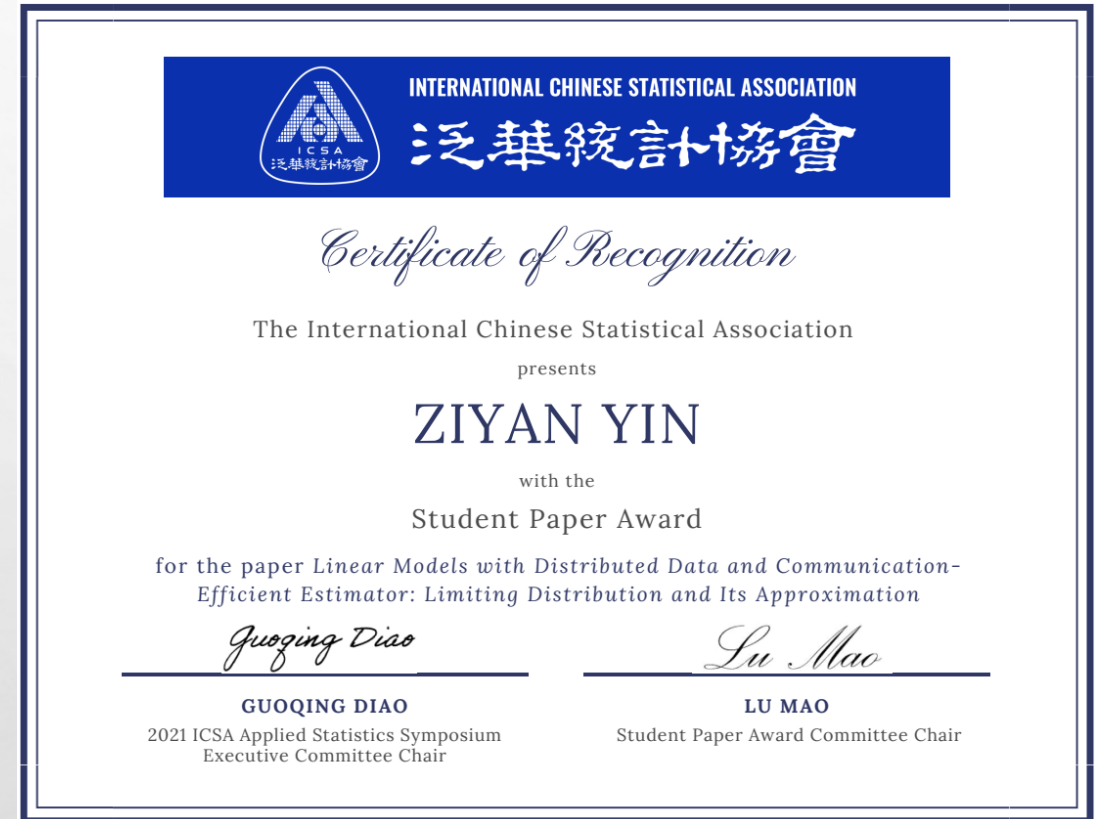 INTERNATIONAL CHINESE STATISTICAL ASSOCIATION
ICSA
泛華統計協會
泛華統計協會
Certificate of Recognition
The International Chinese Statistical Association
presents
ZIYAN YIN
with the
Student Paper Award
for the paper Linear Models with Distributed Data and Communication-
Efficient Estimator: Limiting Distribution and Its Approximation
Guoqing Diao
Lu Mao
GUOQING DIAO
LU MAO
2021 ICSA Applied Statistics Symposium
Executive Committee Chair
Student Paper Award Committee Chair